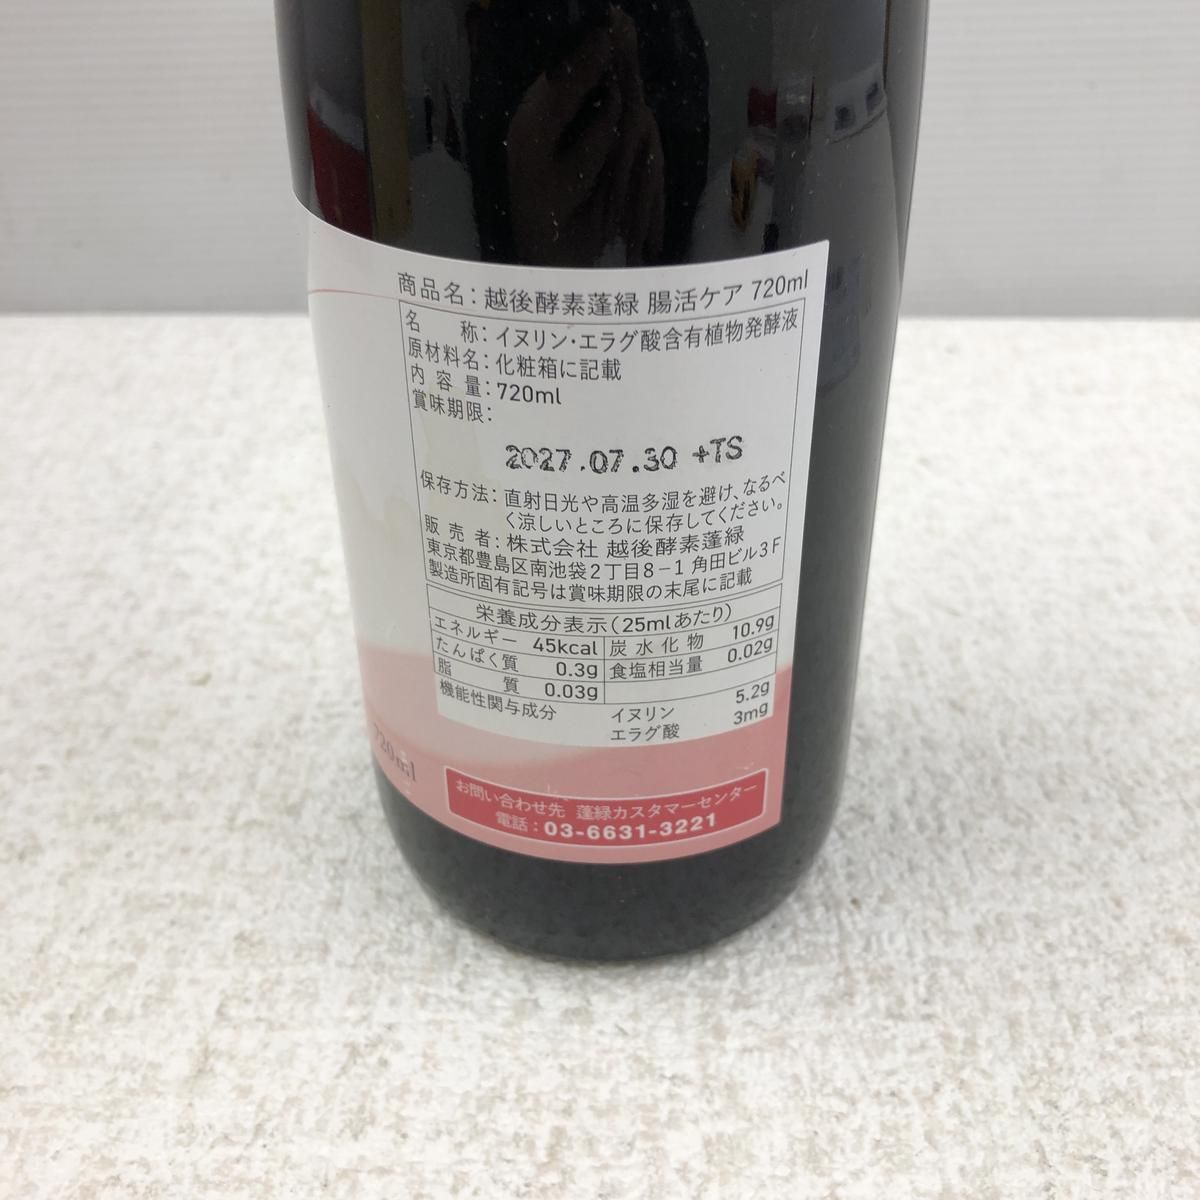 商品名：越後酵素蓬緑 腸活ケア 720ml
名称：イヌリン・エラグ酸含有植物発酵液
原材料名：化粧箱に記載
内容量：720ml
賞味期限：
2027.07.30 +TS
保存方法：直射日光や高温多湿を避け、なるべ
く涼しいところに保存してください。
販売者：株式会社 越後酵素蓬緑
東京都豊島区南池袋2丁目8-1 角田ビル3F
製造所固有記号は賞味期限の末尾に記載
栄養成分表示（25mlあたり）
エネルギー 45kcal 炭水化物 10.9g
たんぱく質 0.3g 食塩相当量 0.02g
脂質 0.03g
機能性関与成分 イヌリン 5.2g
エラグ酸 3mg
720ml
お問い合わせ先 蓬緑カスタマーセンター
電話：03-6631-3221